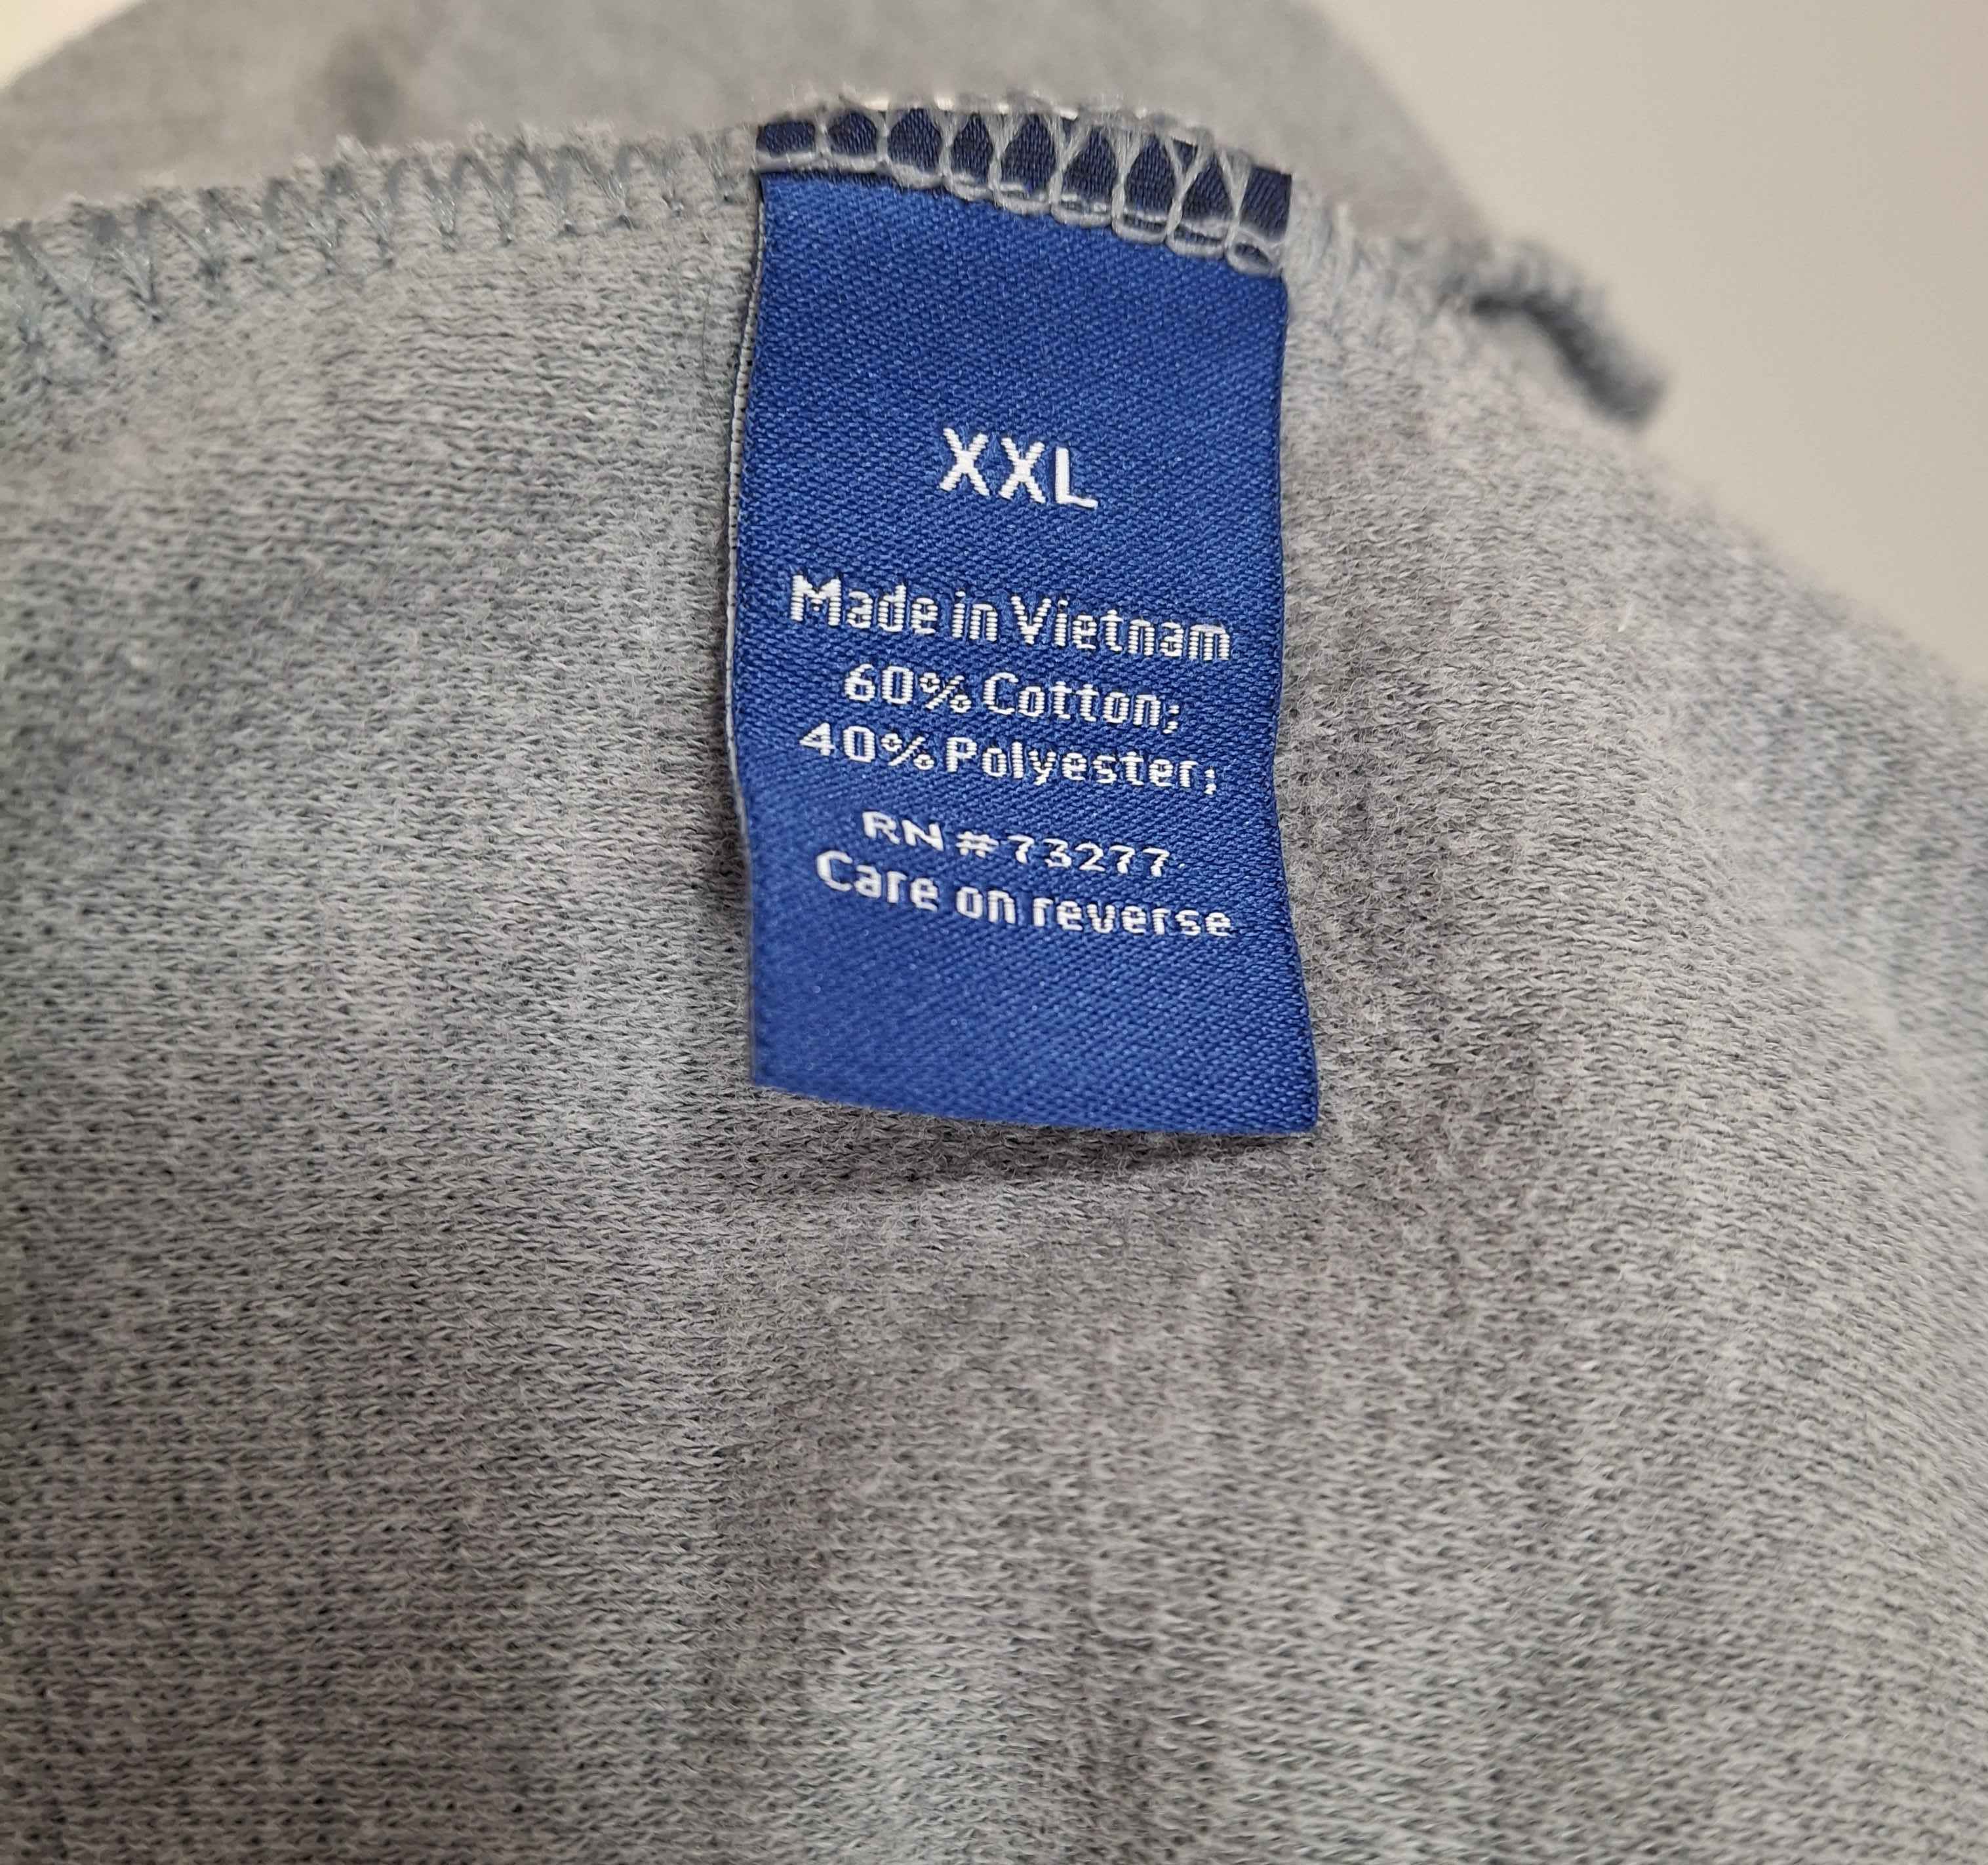 XXL
Made in Vietnam
60% Cotton;
40% Polyester;
RN #73277
Care on reverse